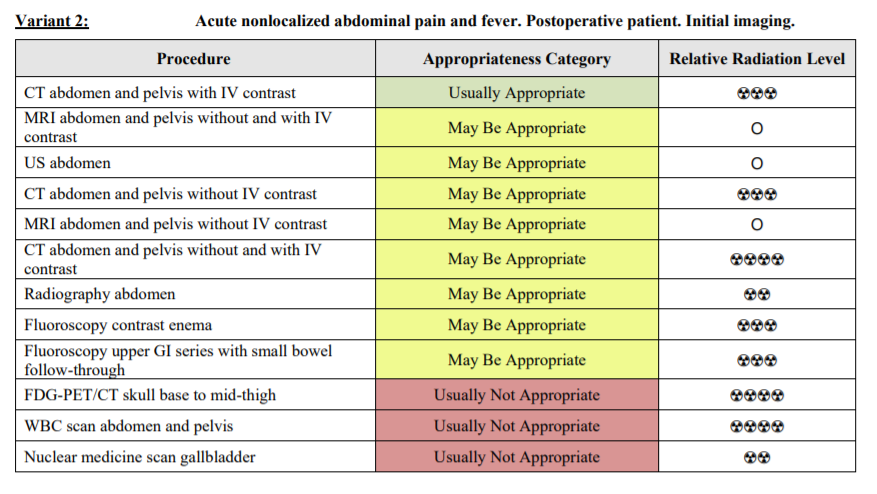 Variant 2: Acute nonlocalized abdominal pain and fever. Postoperative patient. Initial imaging.
Procedure Appropriateness Category Relative Radiation Level
CT abdomen and pelvis with IV contrast Usually Appropriate ☢☢☢
MRI abdomen and pelvis without and with IV
contrast May Be Appropriate O
US abdomen May Be Appropriate O
CT abdomen and pelvis without IV contrast May Be Appropriate ☢☢☢
MRI abdomen and pelvis without IV contrast May Be Appropriate O
CT abdomen and pelvis without and with IV
contrast May Be Appropriate ☢☢☢☢
Radiography abdomen May Be Appropriate ☢☢
Fluoroscopy contrast enema May Be Appropriate ☢☢☢
Fluoroscopy upper GI series with small bowel
follow-through May Be Appropriate ☢☢☢
FDG-PET/CT skull base to mid-thigh Usually Not Appropriate ☢☢☢☢
WBC scan abdomen and pelvis Usually Not Appropriate ☢☢☢☢
Nuclear medicine scan gallbladder Usually Not Appropriate ☢☢